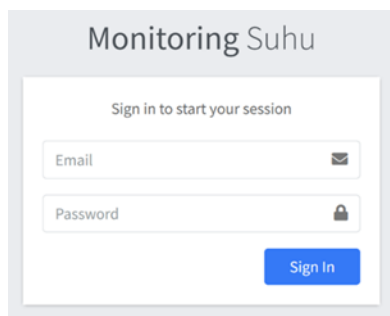 Monitoring Suhu
Sign in to start your session
Email
Password
Sign In